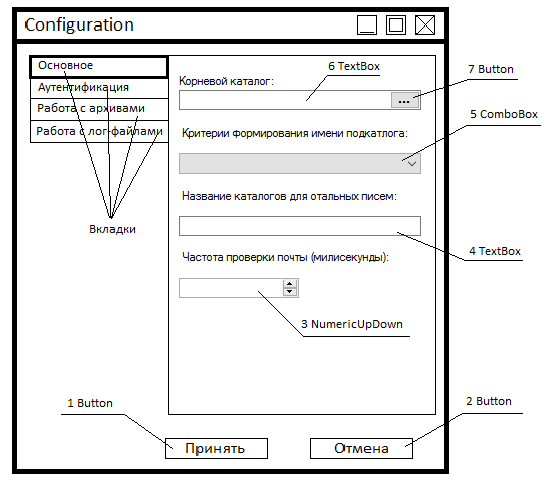 Configuration
Основное
Аутентификация
Работа с архивами
Работа с лог-файлами
Вкладки
6 TextBox
Корневой каталог:
...
7 Button
Критерии формирования имени подкатлога:
5 ComboBox
Название каталогов для отальных писем:
4 TextBox
Частота проверки почты (милисекунды):
3 NumericUpDown
1 Button
2 Button
Принять
Отмена